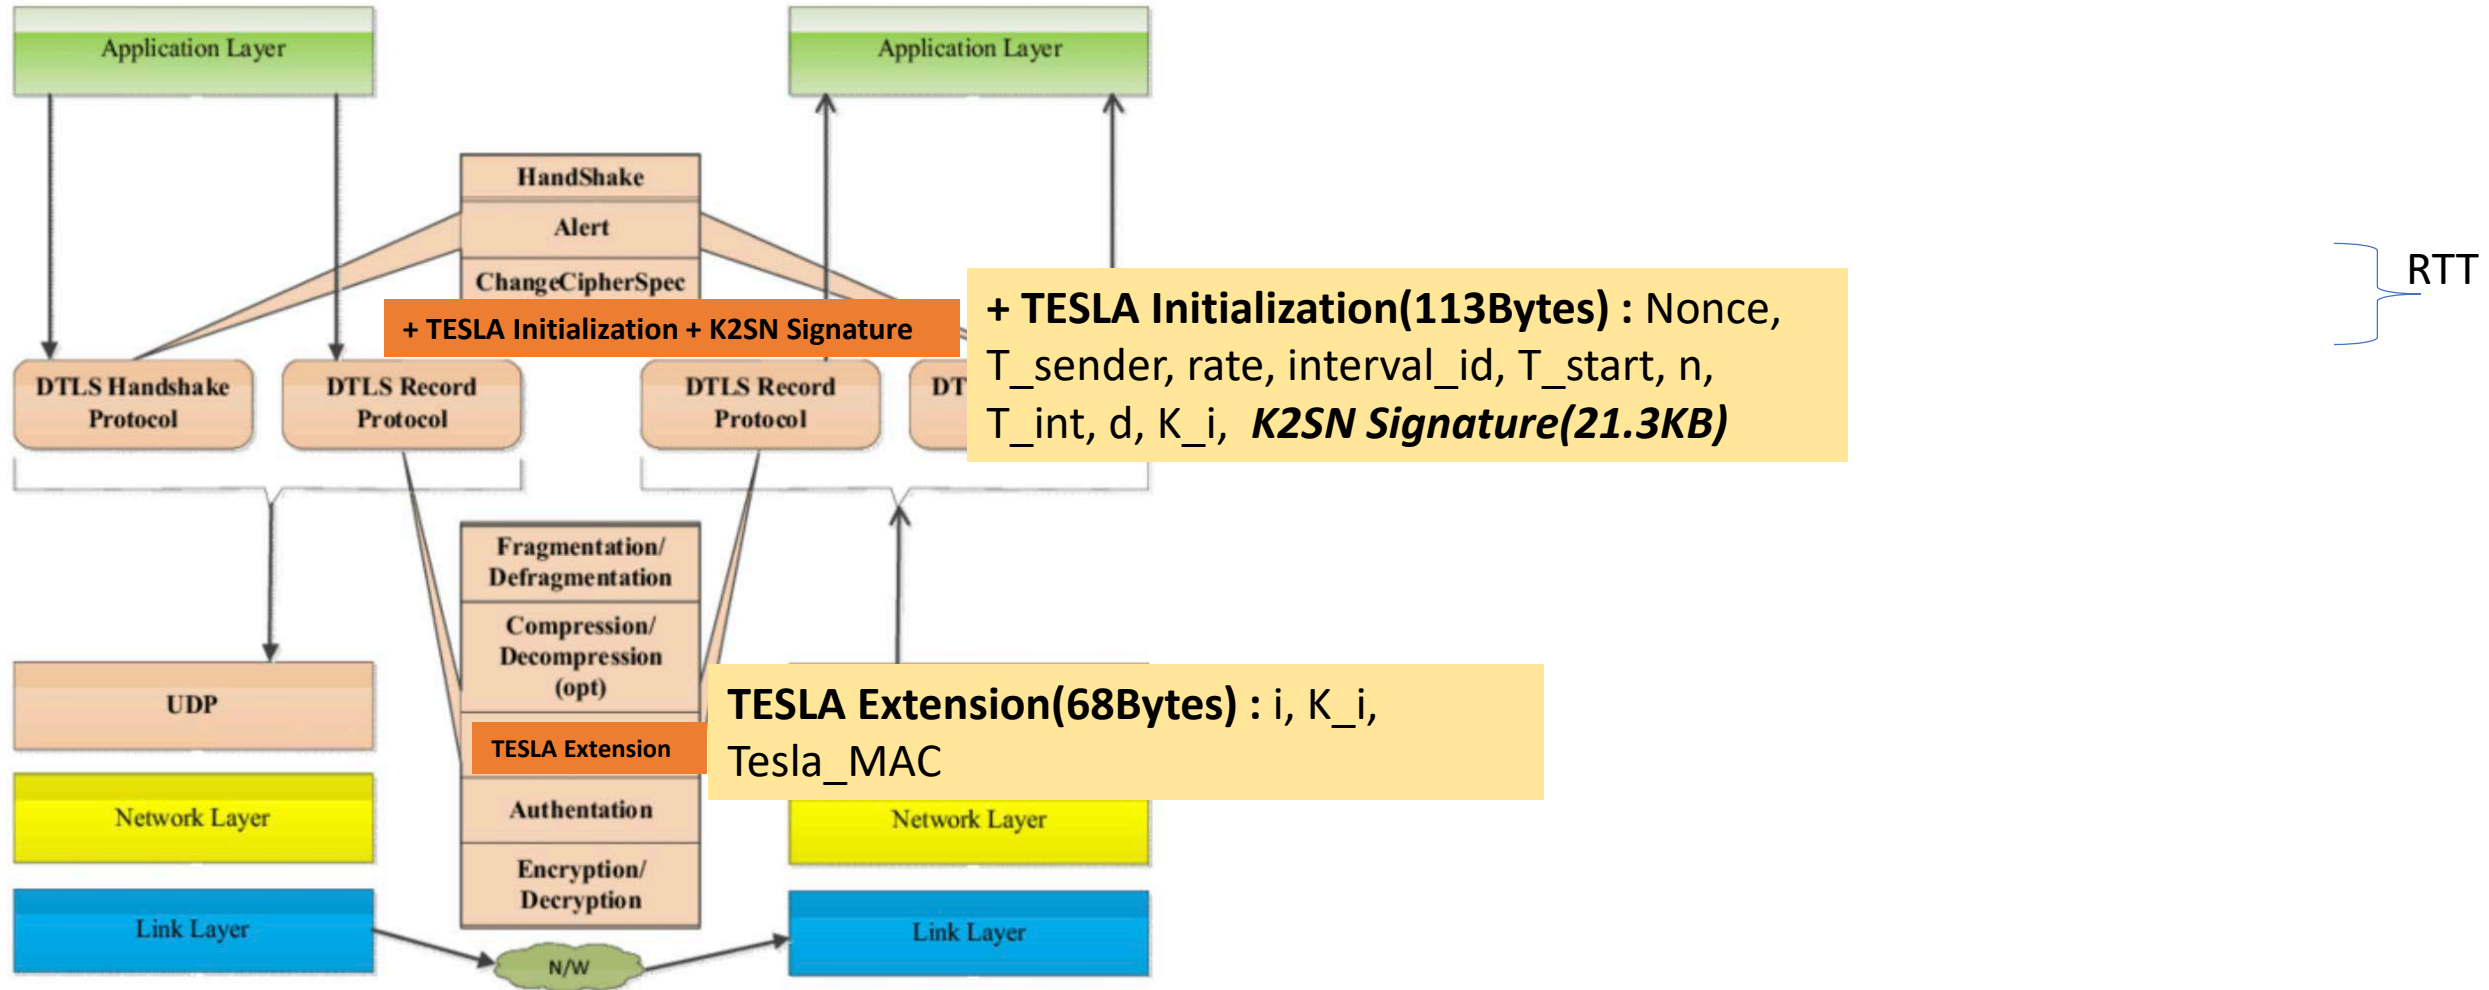 Application Layer
Application Layer
HandShake
Alert
ChangeCipherSpec
+ TESLA Initialization + K2SN Signature
+ TESLA Initialization(113Bytes) : Nonce,
T_sender, rate, interval_id, T_start, n,
T_int, d, K_i, K2SN Signature(21.3KB)
RTT
DTLS Handshake
Protocol
DTLS Record
Protocol
DTLS Record
Protocol
DT
Fragmentation/
Defragmentation
Compression/
Decompression
(opt)
TESLA Extension
TESLA Extension(68Bytes) : i, K_i,
Tesla_MAC
Authentation
Encryption/
Decryption
UDP
Network Layer
Network Layer
Link Layer
Link Layer
N/W